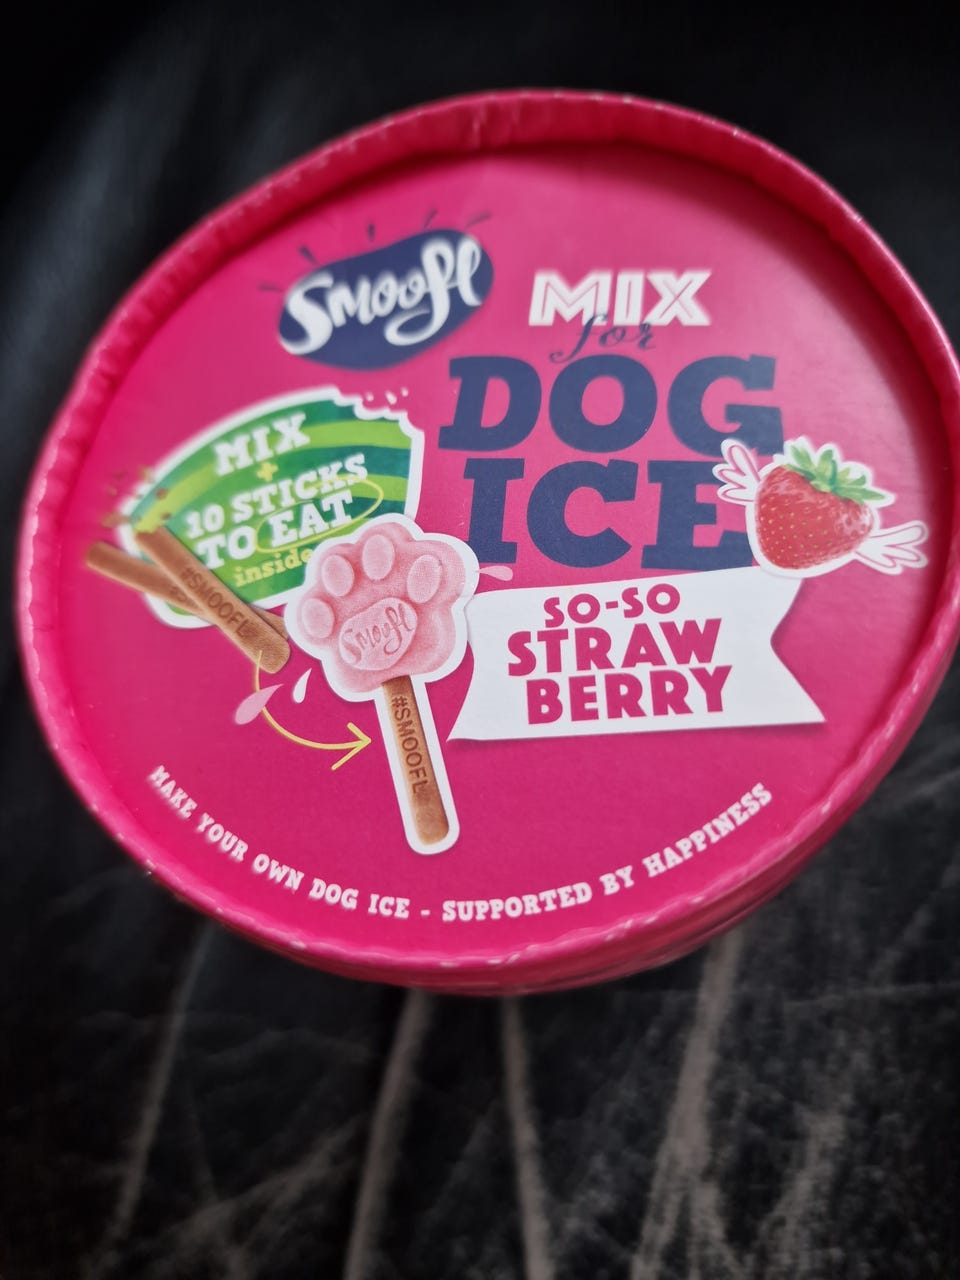 Smoofl
MIX
for
DOG
ICE
MIX
+
10 STICKS
TO EAT
inside
#SMOOFL
Smoofl
#SMOOFL
SO-SO
STRAW
BERRY
MAKE YOUR OWN DOG ICE - SUPPORTED BY HAPPINESS